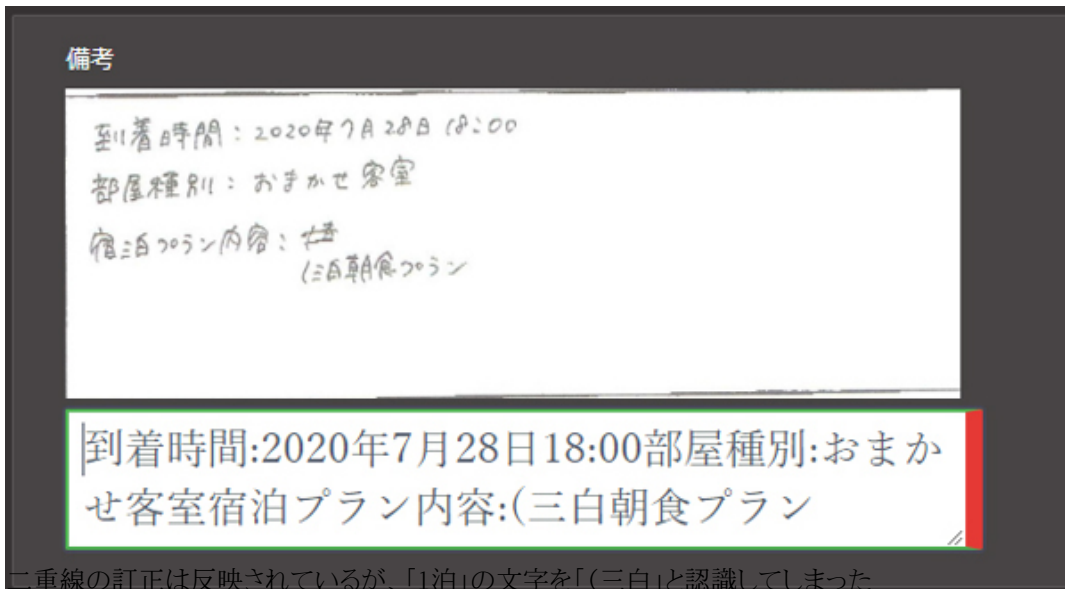 備考
到着時間：2020年7月28日 18：00
部屋種別：おまかせ客室
宿泊プラン内容：
1泊朝食プラン
到着時間:2020年7月28日18:00部屋種別:おまか
せ客室宿泊プラン内容:(三白朝食プラン
二重線の訂正は反映されているが、「1泊」の文字を「(三白」と認識してしまった